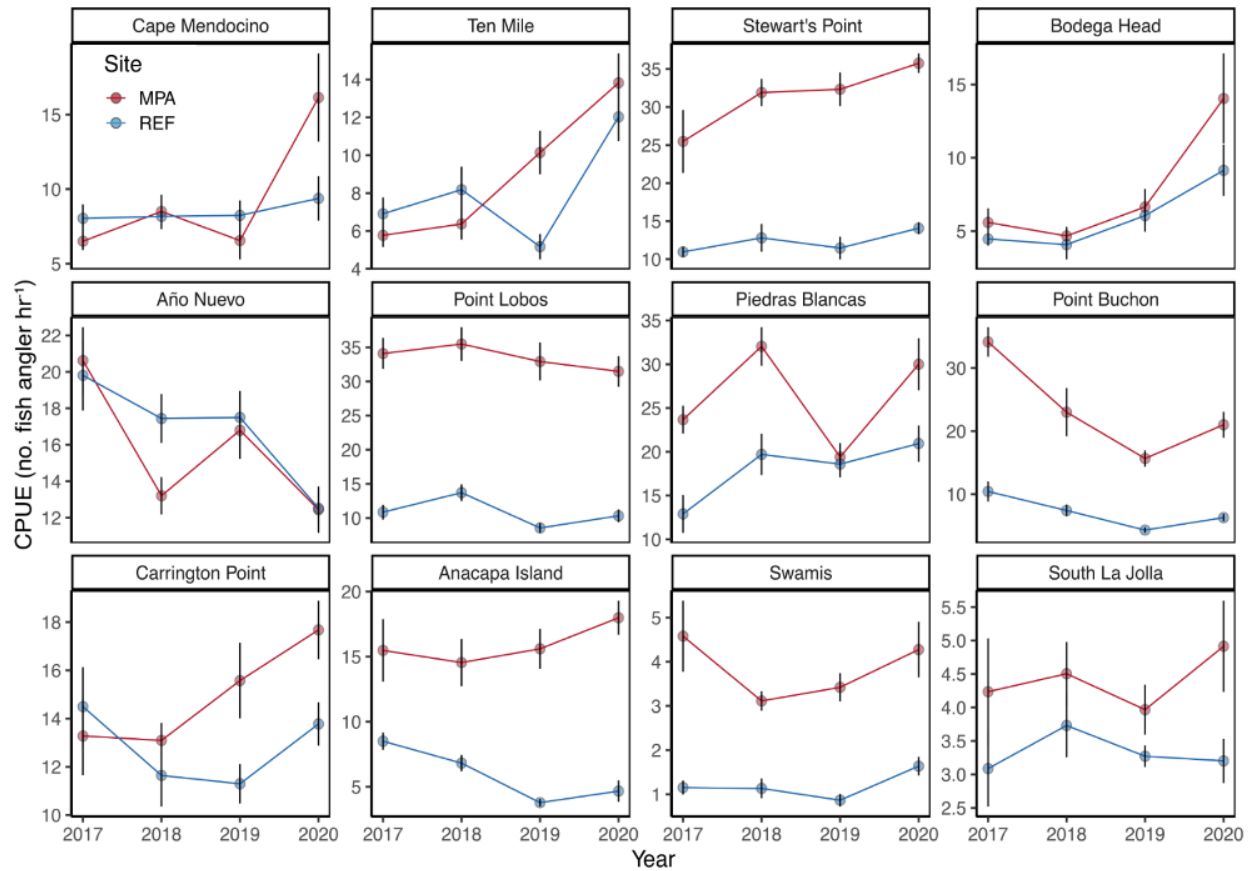 Cape Mendocino
Ten Mile
Stewart's Point
Bodega Head
Site
MPA
REF
15
10
5
14
12
10
8
6
4
35
30
25
20
15
10
15
10
5
Año Nuevo
Point Lobos
Piedras Blancas
Point Buchon
22
20
18
16
14
12
35
30
25
20
15
10
35
30
25
20
15
10
30
20
10
CPUE (no. fish angler hr⁻¹)
Carrington Point
Anacapa Island
Swamis
South La Jolla
18
16
14
12
10
20
15
10
5
5
4
3
2
1
5.5
5.0
4.5
4.0
3.5
3.0
2.5
2017 2018 2019 2020
2017 2018 2019 2020
2017 2018 2019 2020
2017 2018 2019 2020
Year